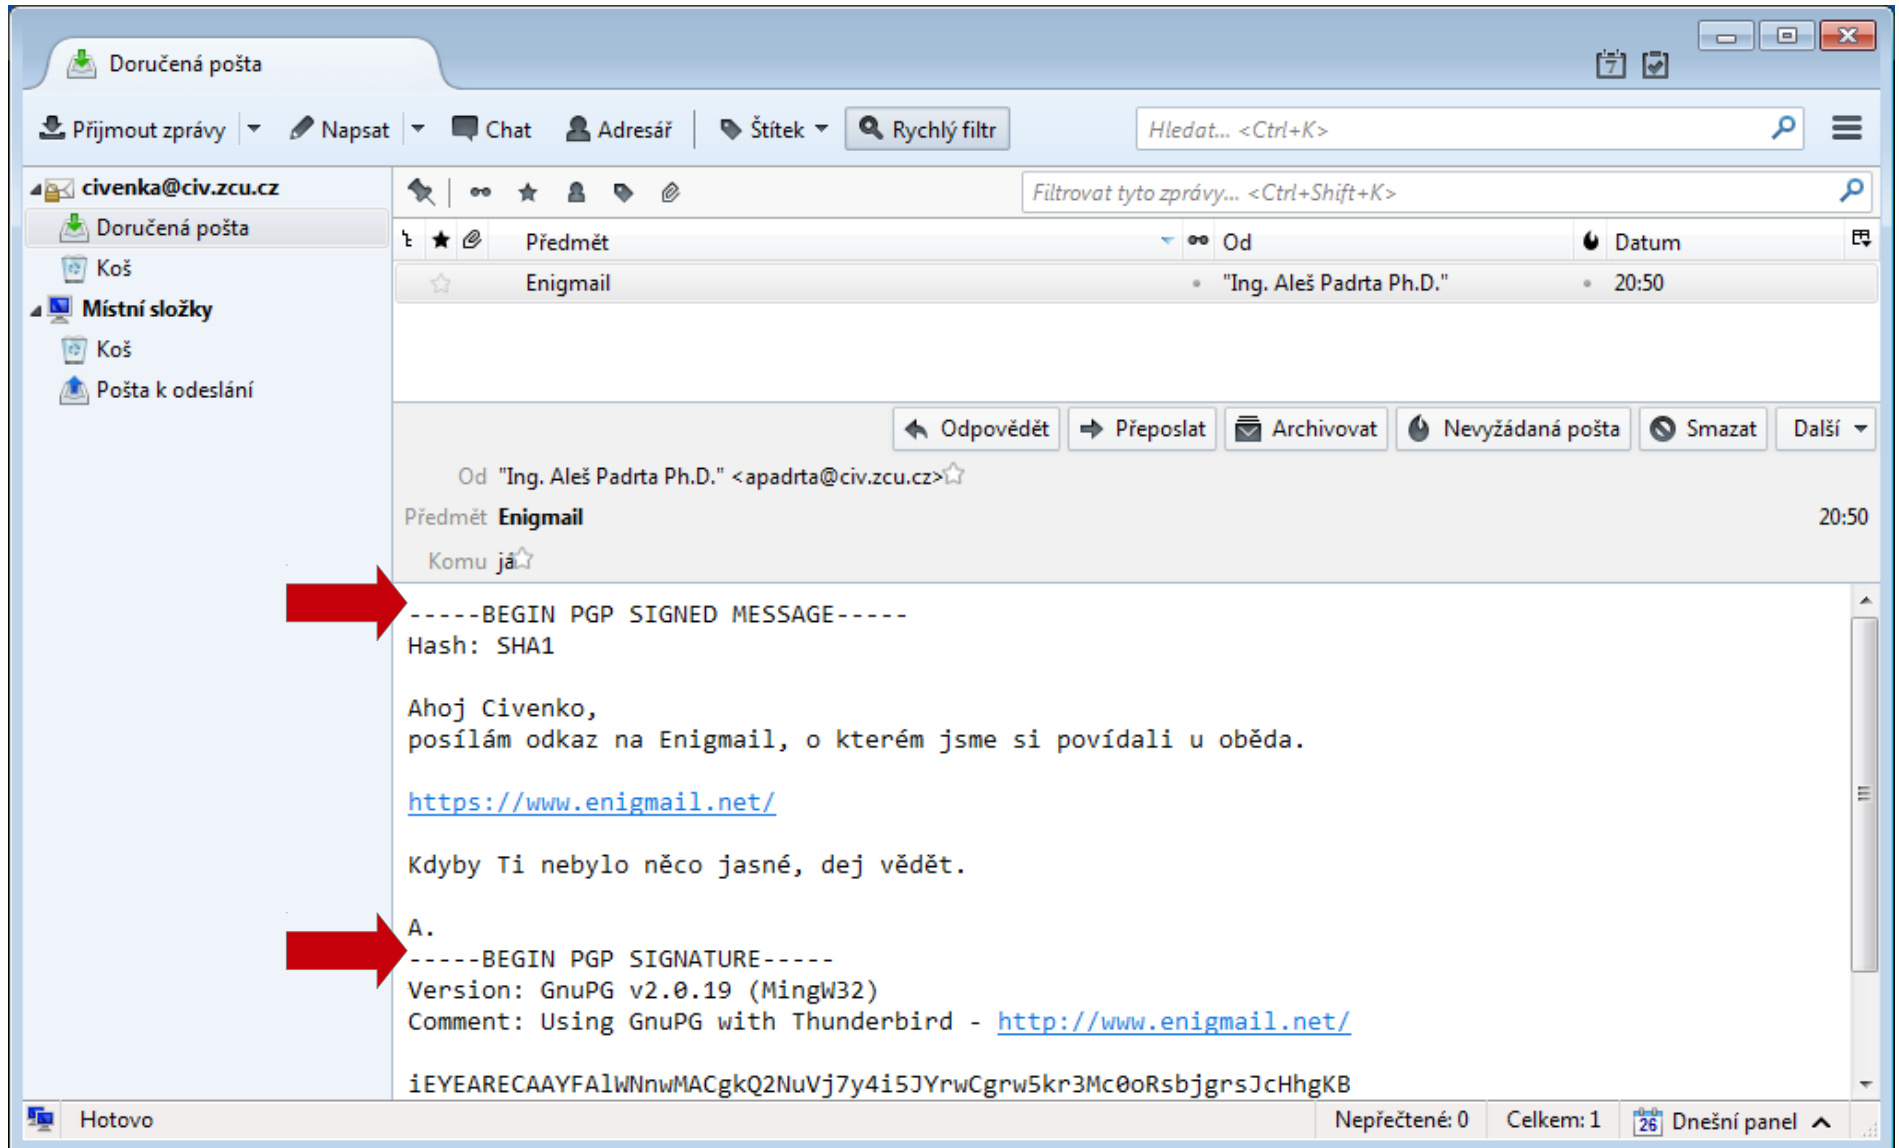 Doručená pošta
7
Přijmout zprávy Napsat Chat Adresář Štítek Rychlý filtr Hledat... <Ctrl+K>
civenka@civ.zcu.cz
Doručená pošta
Koš
Místní složky
Koš
Pošta k odeslání
Filtrovat tyto zprávy... <Ctrl+Shift+K>
Předmět Od Datum
Enigmail "Ing. Aleš Padrta Ph.D." 20:50
Odpovědět Přeposlat Archivovat Nevyžádaná pošta Smazat Další
Od "Ing. Aleš Padrta Ph.D." <apadrta@civ.zcu.cz>
Předmět Enigmail 20:50
Komu já
-----BEGIN PGP SIGNED MESSAGE-----
Hash: SHA1
Ahoj Civenko,
posílám odkaz na Enigmail, o kterém jsme si povídali u oběda.
https://www.enigmail.net/
Kdyby Ti nebylo něco jasné, dej vědět.
A.
-----BEGIN PGP SIGNATURE-----
Version: GnuPG v2.0.19 (MingW32)
Comment: Using GnuPG with Thunderbird - http://www.enigmail.net/
iEYEARECAAYFAlWNnwMACgkQ2NuVj7y4i5JYrwCgrw5kr3Mc0oRsbjgrsJcHhgKB
Hotovo Nepřečtené: 0 Celkem: 1 26 Dnešní panel